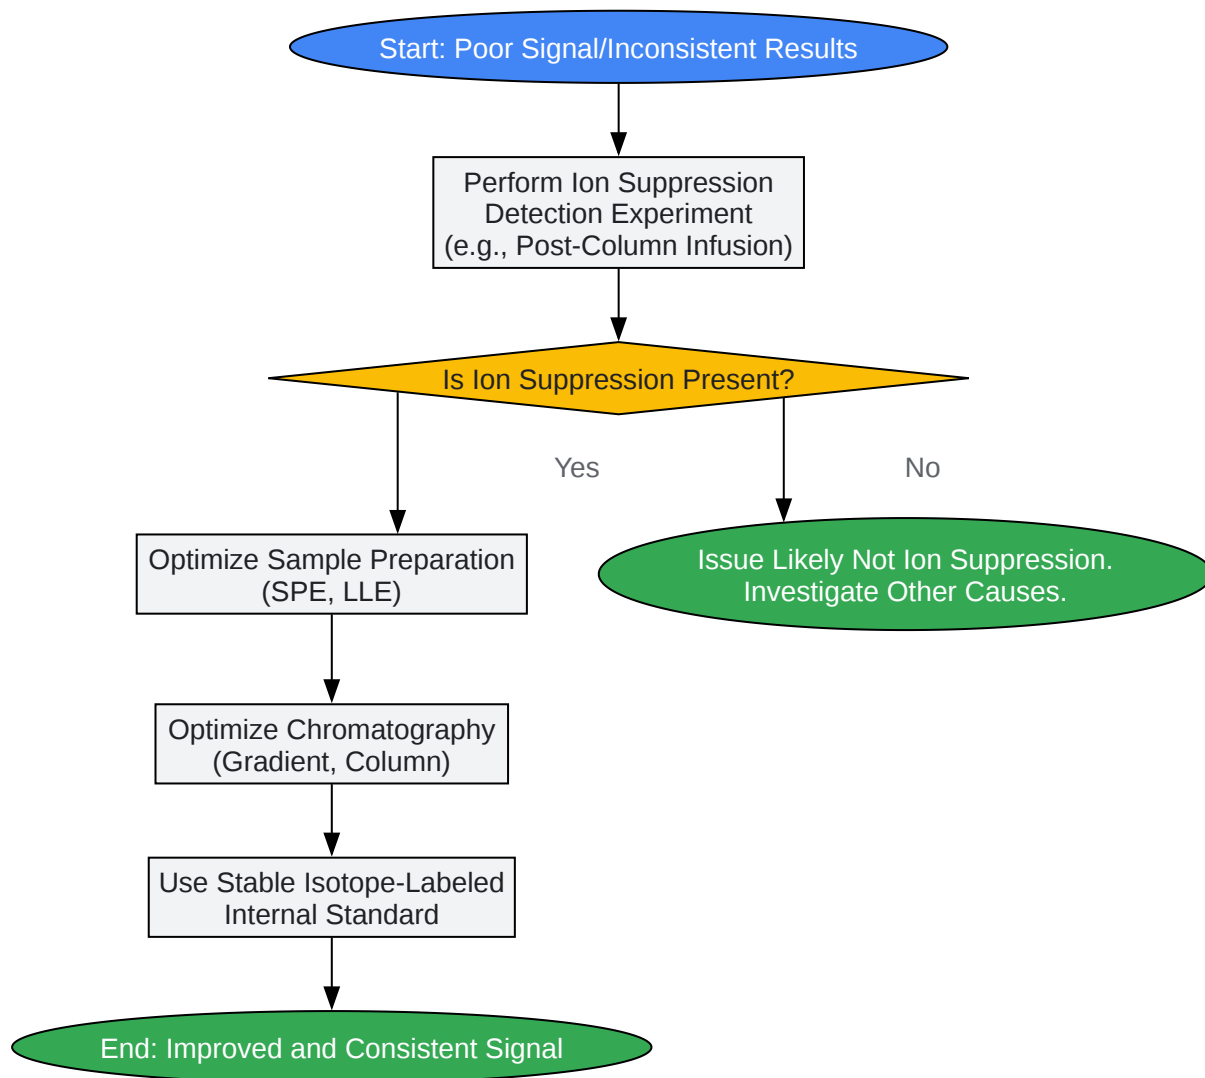 Start: Poor Signal/Inconsistent Results
Perform Ion Suppression
Detection Experiment
(e.g., Post-Column Infusion)
Is Ion Suppression Present?
Yes
No
Optimize Sample Preparation
(SPE, LLE)
Issue Likely Not Ion Suppression.
Investigate Other Causes.
Optimize Chromatography
(Gradient, Column)
Use Stable Isotope-Labeled
Internal Standard
End: Improved and Consistent Signal